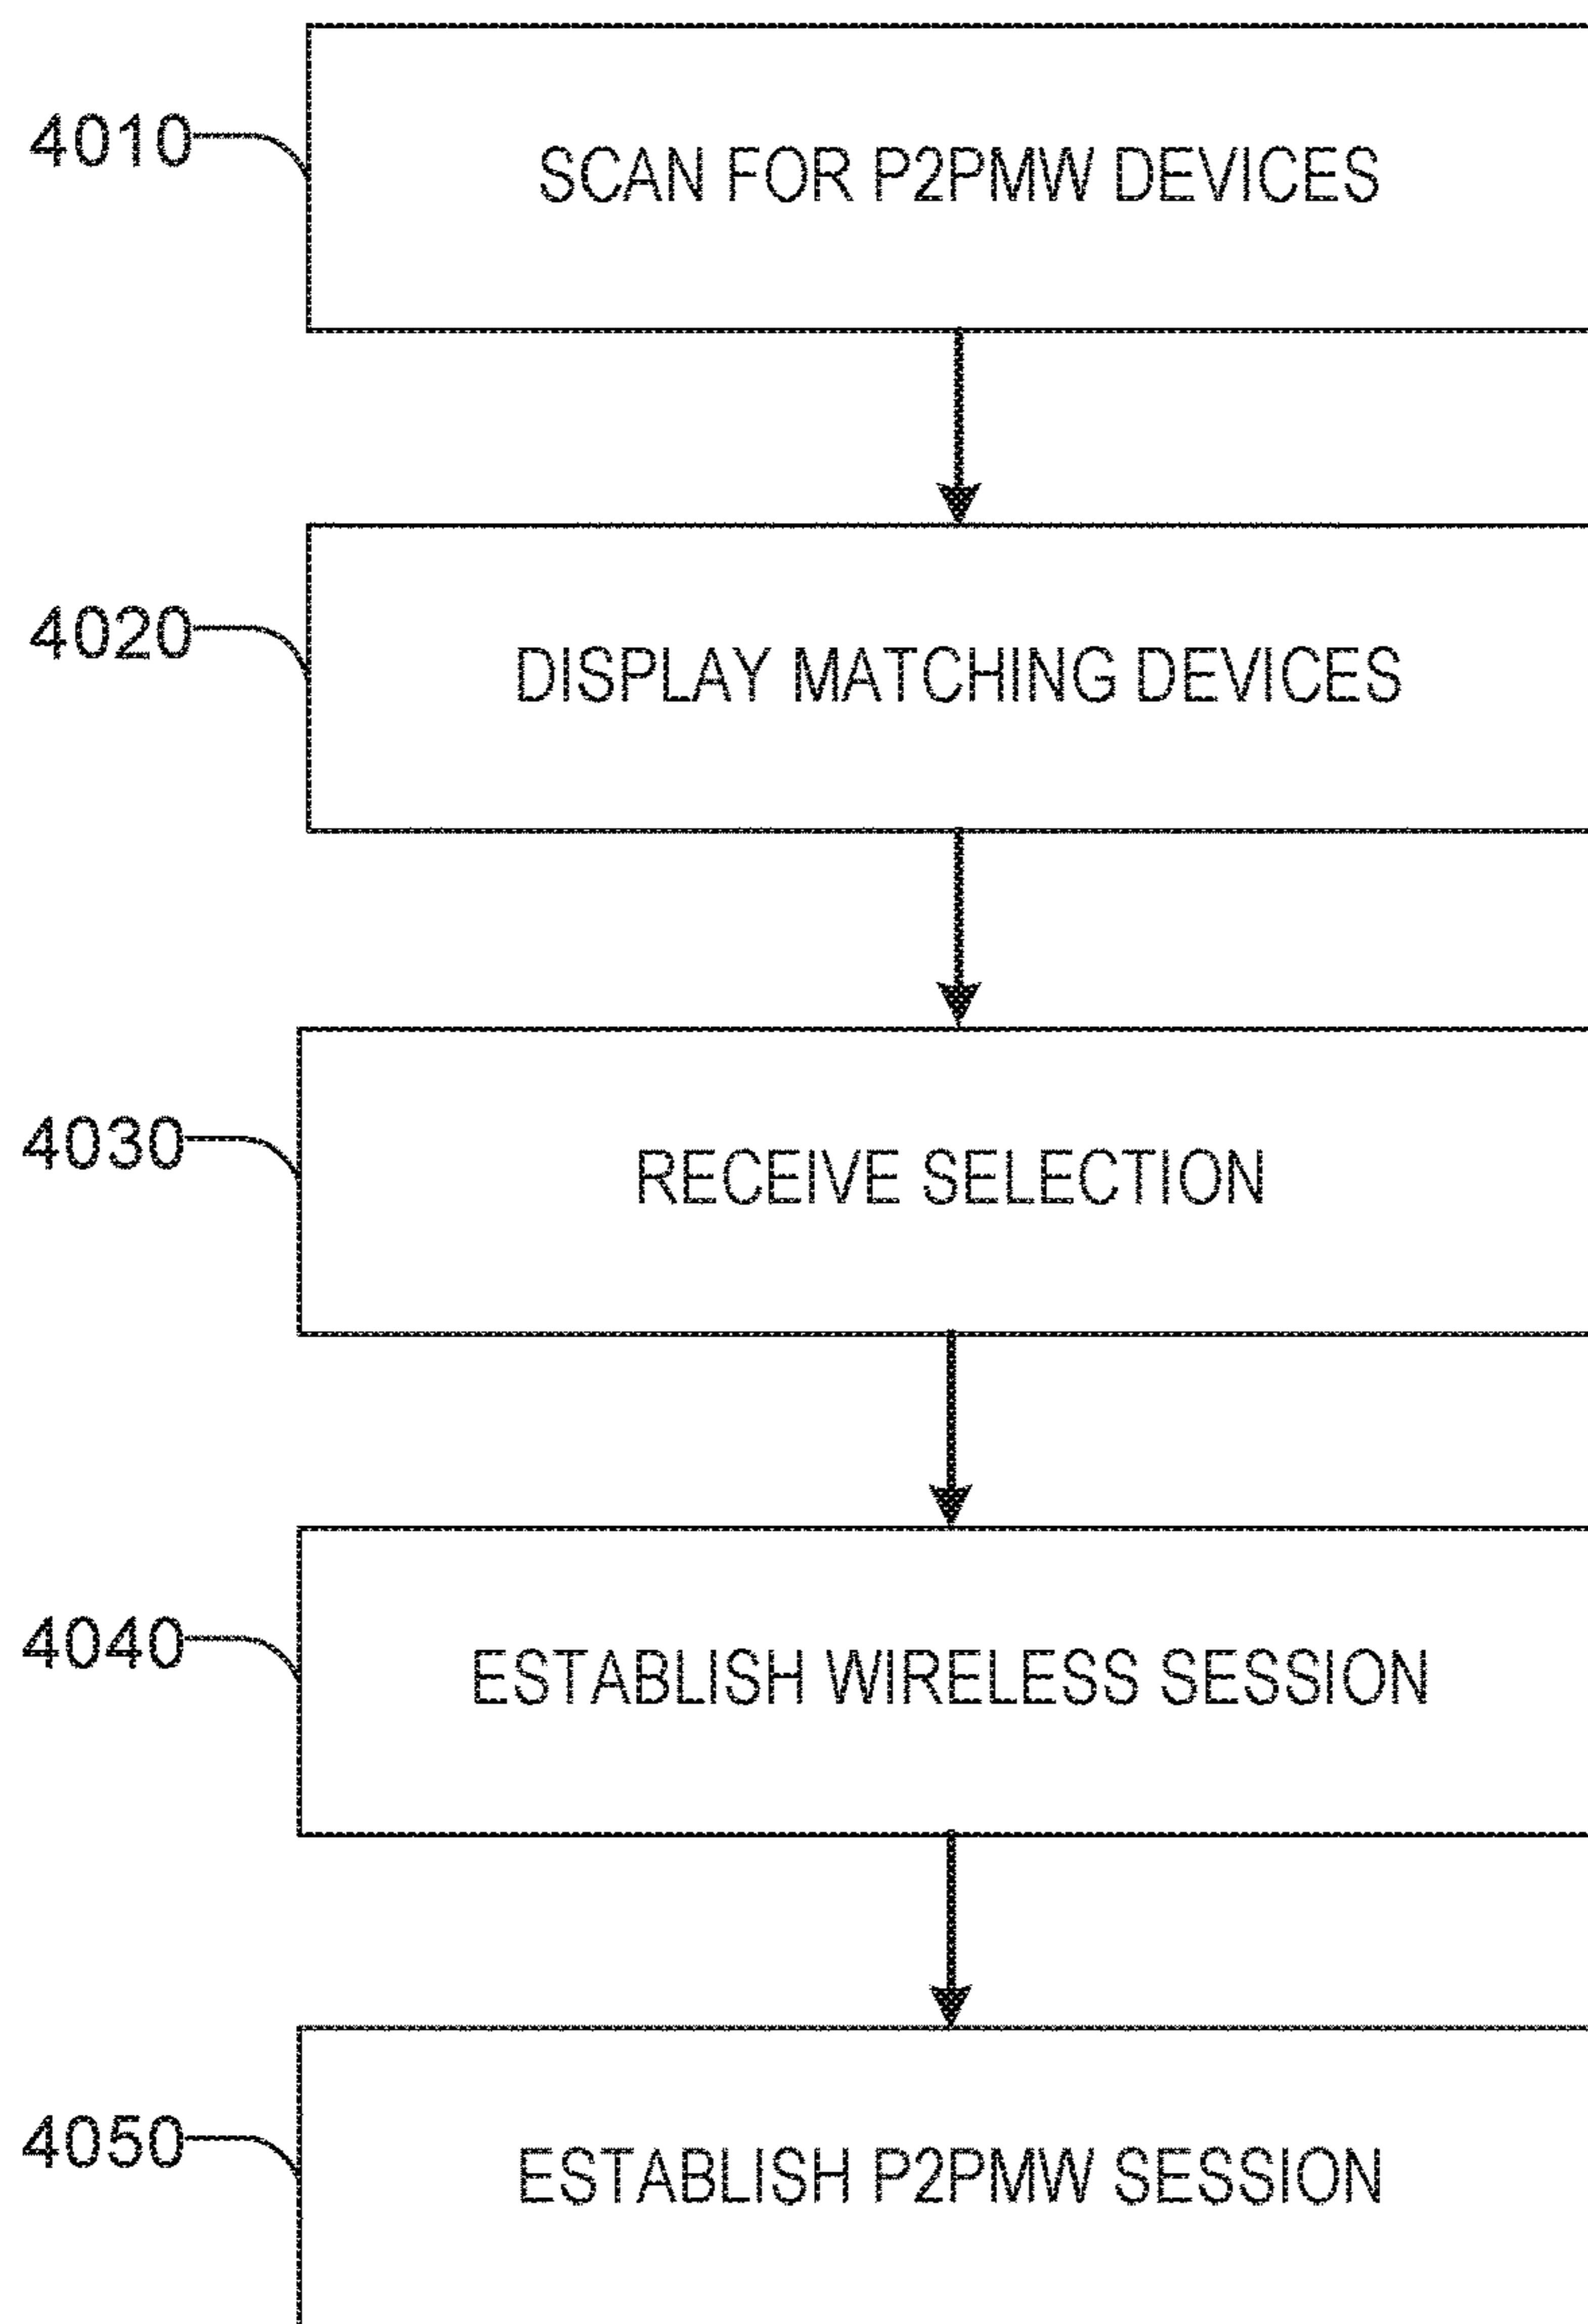 4010
SCAN FOR P2PMW DEVICES
4020
DISPLAY MATCHING DEVICES
4030
RECEIVE SELECTION
4040
ESTABLISH WIRELESS SESSION
4050
ESTABLISH P2PMW SESSION